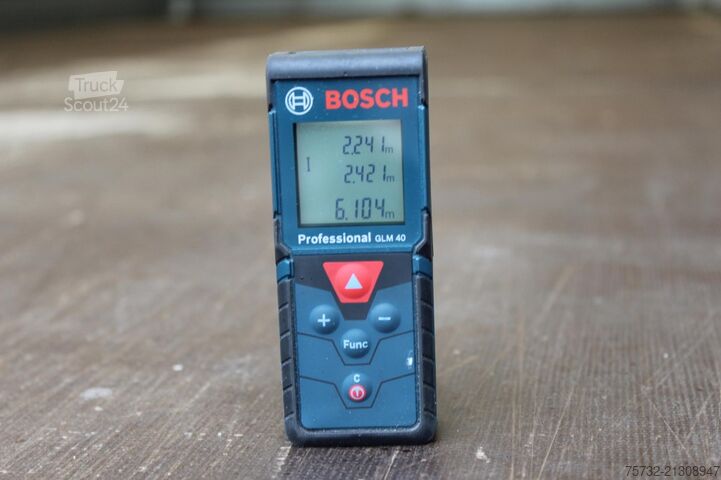 Truck
Scout24
BOSCH
2.241m
2.421m
6.104m
Professional GLM 40
+
−
Func
C
75732-21308947